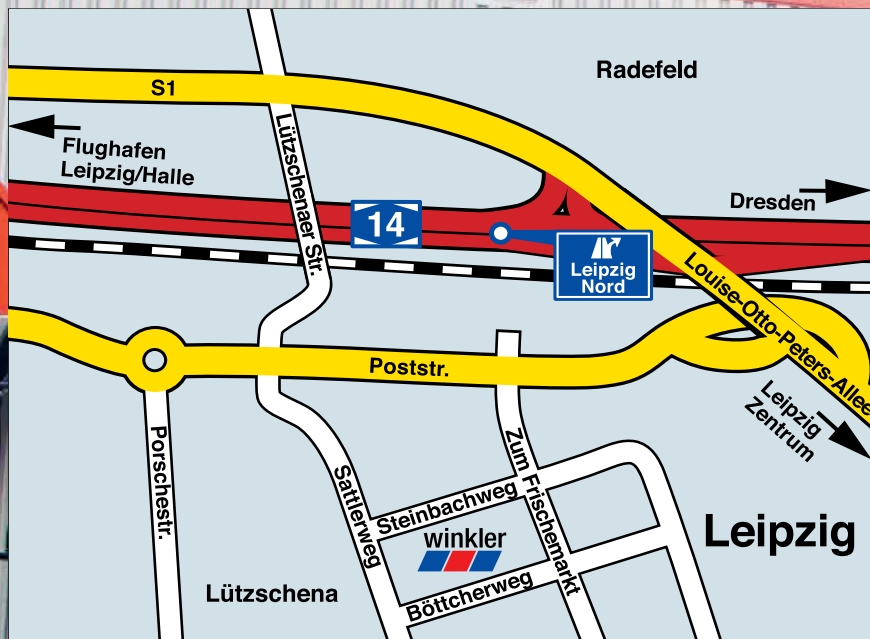 Radefeld
S1
Lützschenaer Str.
Flughafen
Leipzig/Halle
Dresden
14
Leipzig
Nord
Louise-Otto-Peters-Allee
Poststr.
Leipzig
Zentrum
Porschestr.
Sattlerweg
Zum Frischemarkt
Steinbachweg
winkler
Leipzig
Böttcherweg
Lützschena